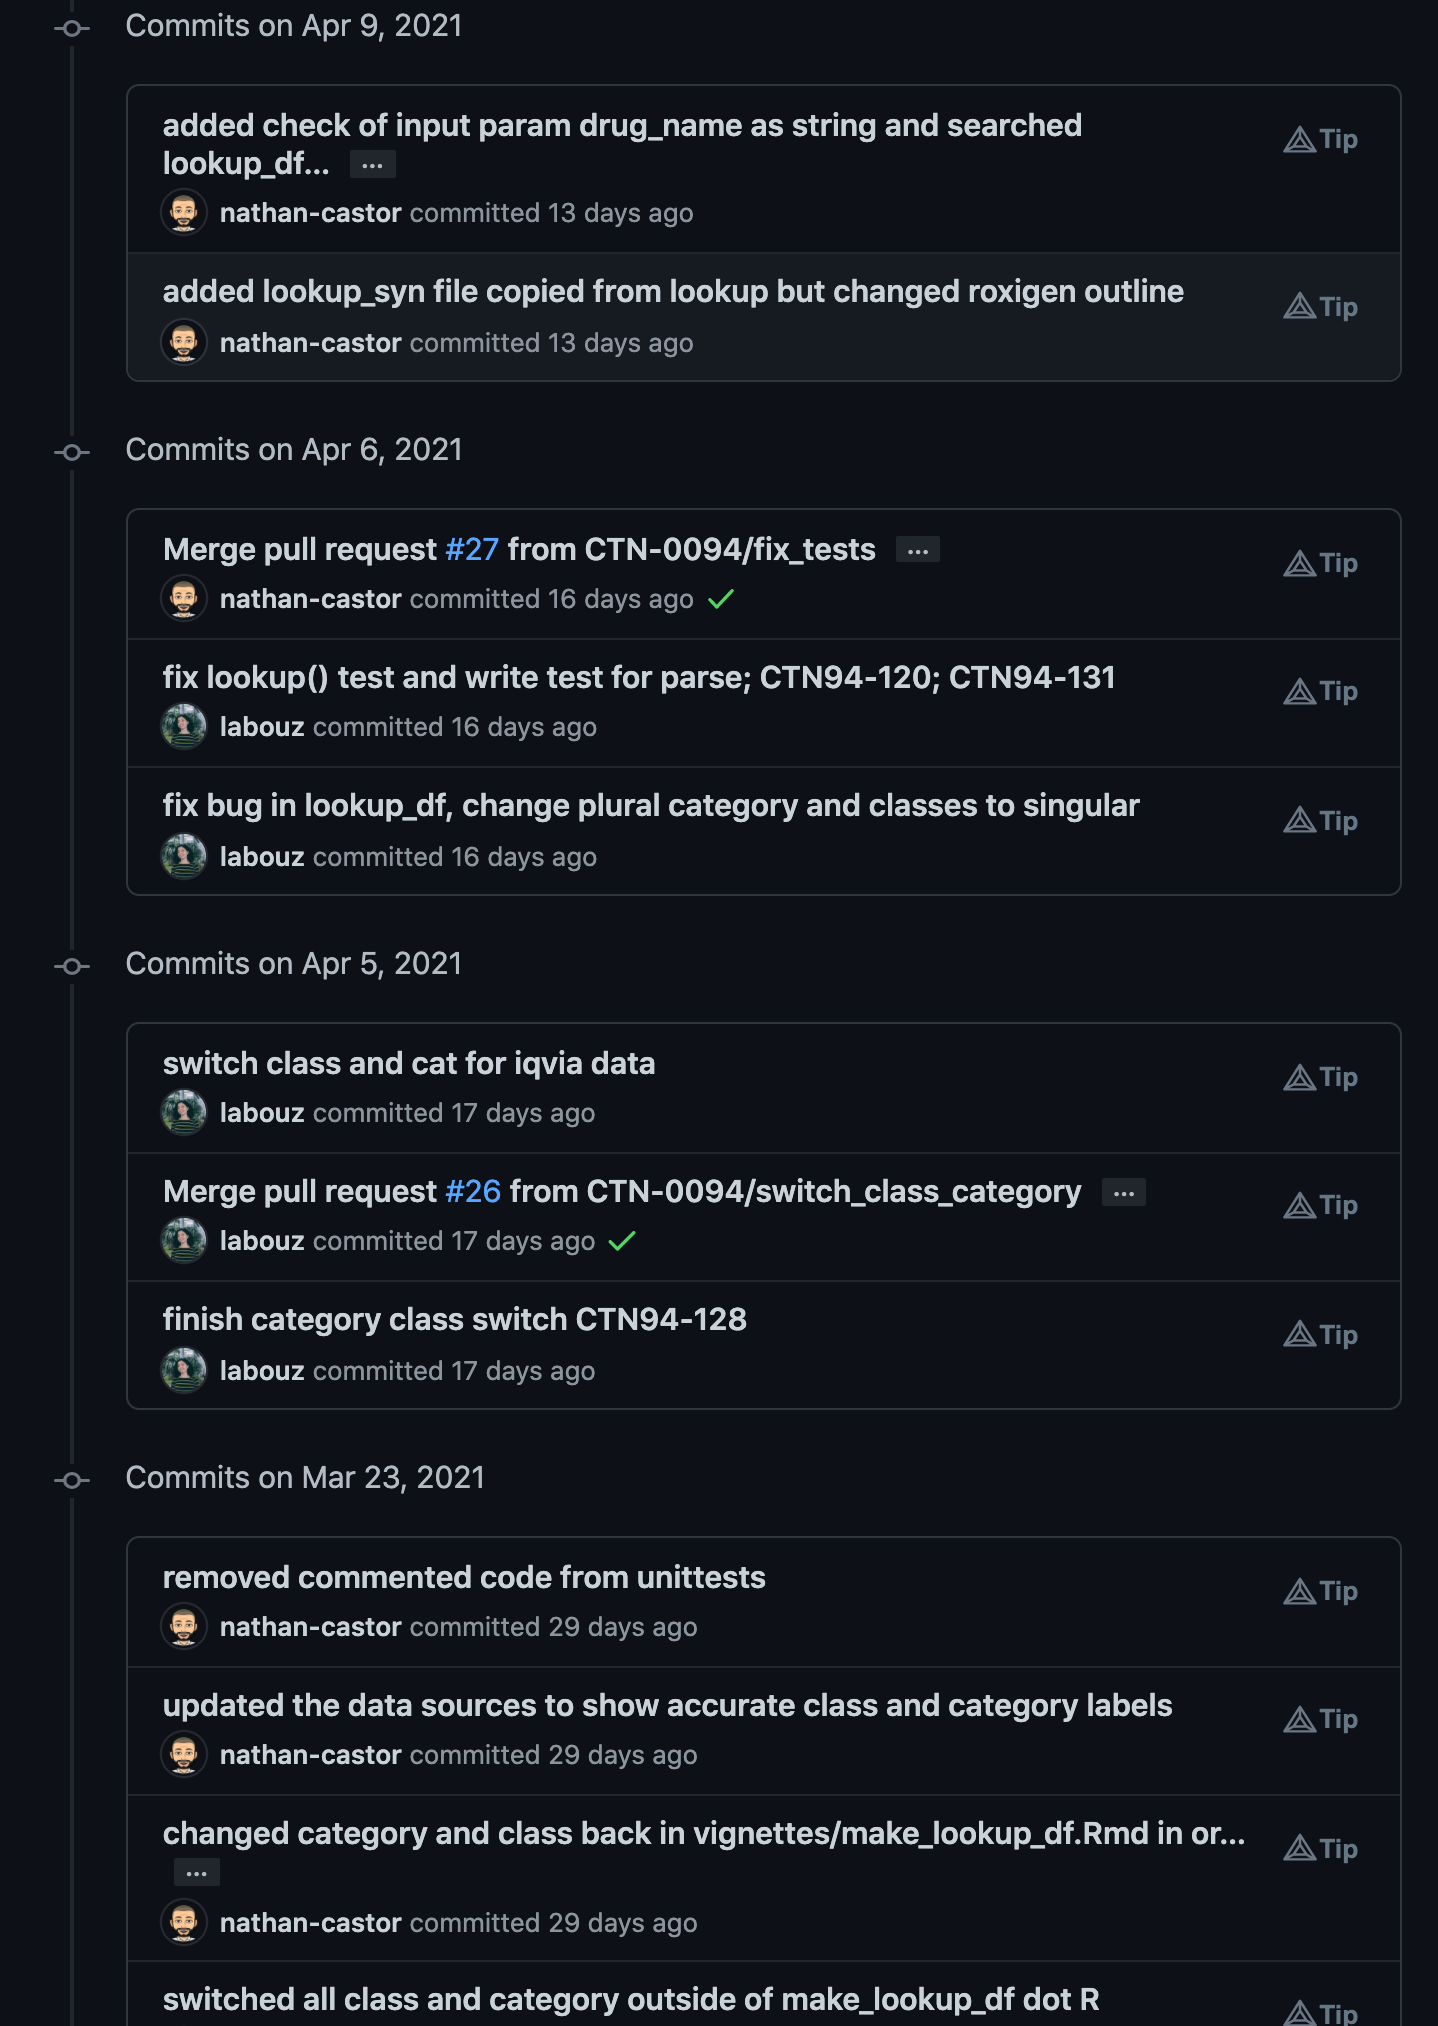 Commits on Apr 9, 2021
added check of input param drug_name as string and searched
lookup_df... ...
Tip
nathan-castor committed 13 days ago
added lookup_syn file copied from lookup but changed roxigen outline
Tip
nathan-castor committed 13 days ago
Commits on Apr 6, 2021
Merge pull request #27 from CTN-0094/fix_tests ...
Tip
nathan-castor committed 16 days ago
fix lookup() test and write test for parse; CTN94-120; CTN94-131
Tip
labouz committed 16 days ago
fix bug in lookup_df, change plural category and classes to singular
Tip
labouz committed 16 days ago
Commits on Apr 5, 2021
switch class and cat for iqvia data
Tip
labouz committed 17 days ago
Merge pull request #26 from CTN-0094/switch_class_category ...
Tip
labouz committed 17 days ago
finish category class switch CTN94-128
Tip
labouz committed 17 days ago
Commits on Mar 23, 2021
removed commented code from unittests
Tip
nathan-castor committed 29 days ago
updated the data sources to show accurate class and category labels
Tip
nathan-castor committed 29 days ago
changed category and class back in vignettes/make_lookup_df.Rmd in or...
Tip
...
nathan-castor committed 29 days ago
switched all class and category outside of make_lookup_df dot R
Tip